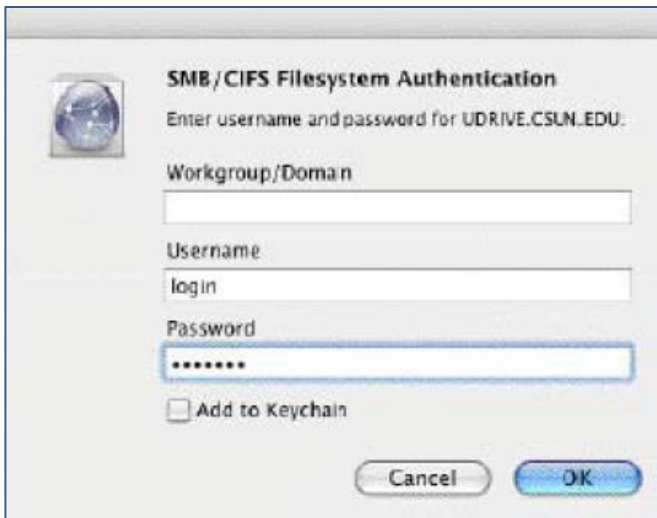 SMB/CIFS Filesystem Authentication
Enter username and password for UDRIVE.CSUN.EDU:
Workgroup/Doman
Username
login
Password
•••••••
Add to Keychain
Cancel
OK